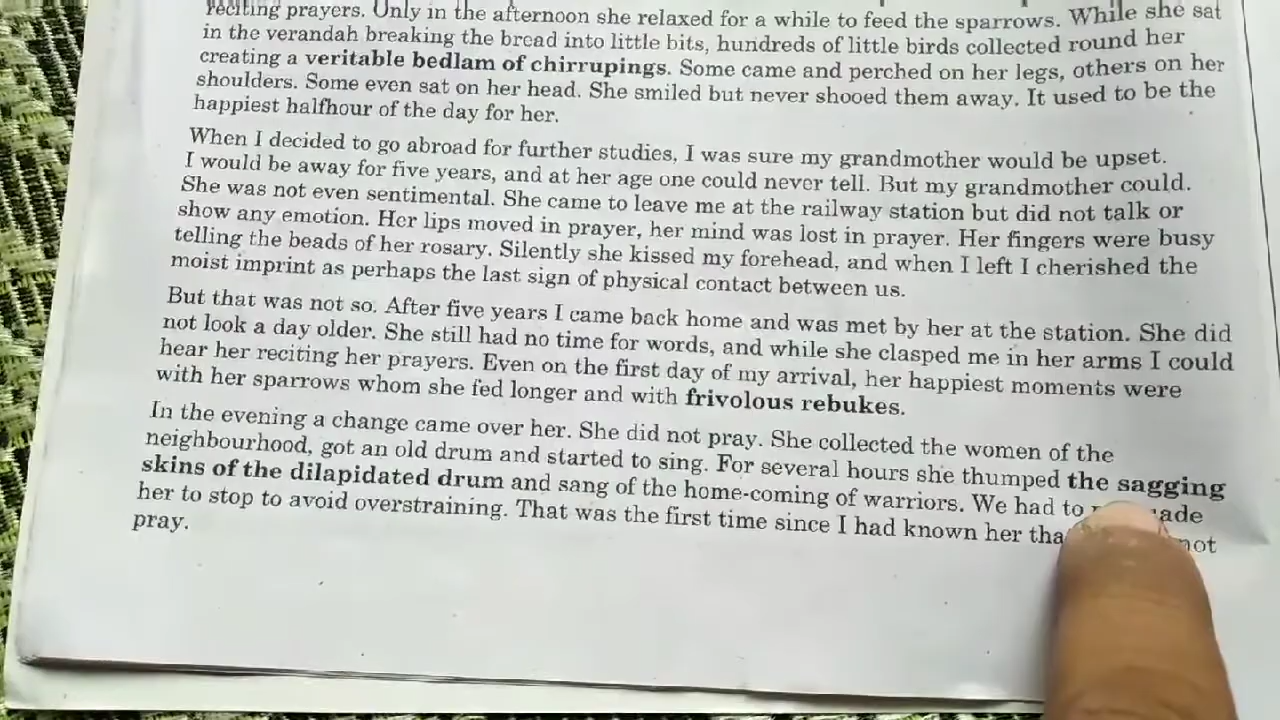 reciting prayers. Only in the afternoon she relaxed for a while to feed the sparrows. While she sat
in the verandah breaking the bread into little bits, hundreds of little birds collected round her
creating a veritable bedlam of chirrupings. Some came and perched on her legs, others on her
shoulders. Some even sat on her head. She smiled but never shooed them away. It used to be the
happiest halfhour of the day for her.
When I decided to go abroad for further studies, I was sure my grandmother would be upset.
I would be away for five years, and at her age one could never tell. But my grandmother could.
She was not even sentimental. She came to leave me at the railway station but did not talk or
show any emotion. Her lips moved in prayer, her mind was lost in prayer. Her fingers were busy
telling the beads of her rosary. Silently she kissed my forehead, and when I left I cherished the
moist imprint as perhaps the last sign of physical contact between us.
But that was not so. After five years I came back home and was met by her at the station. She did
not look a day older. She still had no time for words, and while she clasped me in her arms I could
hear her reciting her prayers. Even on the first day of my arrival, her happiest moments were
with her sparrows whom she fed longer and with frivolous rebukes.
In the evening a change came over her. She did not pray. She collected the women of the
neighbourhood, got an old drum and started to sing. For several hours she thumped the sagging
skins of the dilapidated drum and sang of the home-coming of warriors. We had to
her to stop to avoid overstraining. That was the first time since I had known her not
pray.